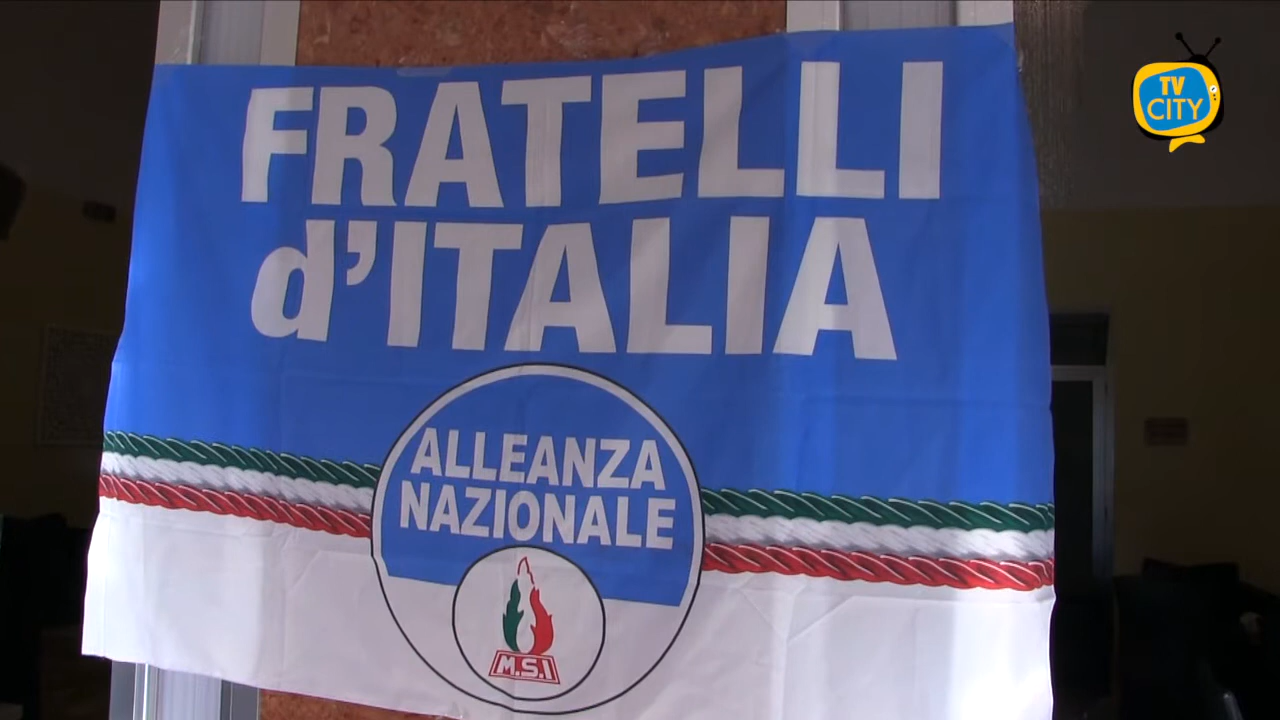 TV
CITY
FRATELLI
d'ITALIA
ALLEANZA
NAZIONALE
M.S.I